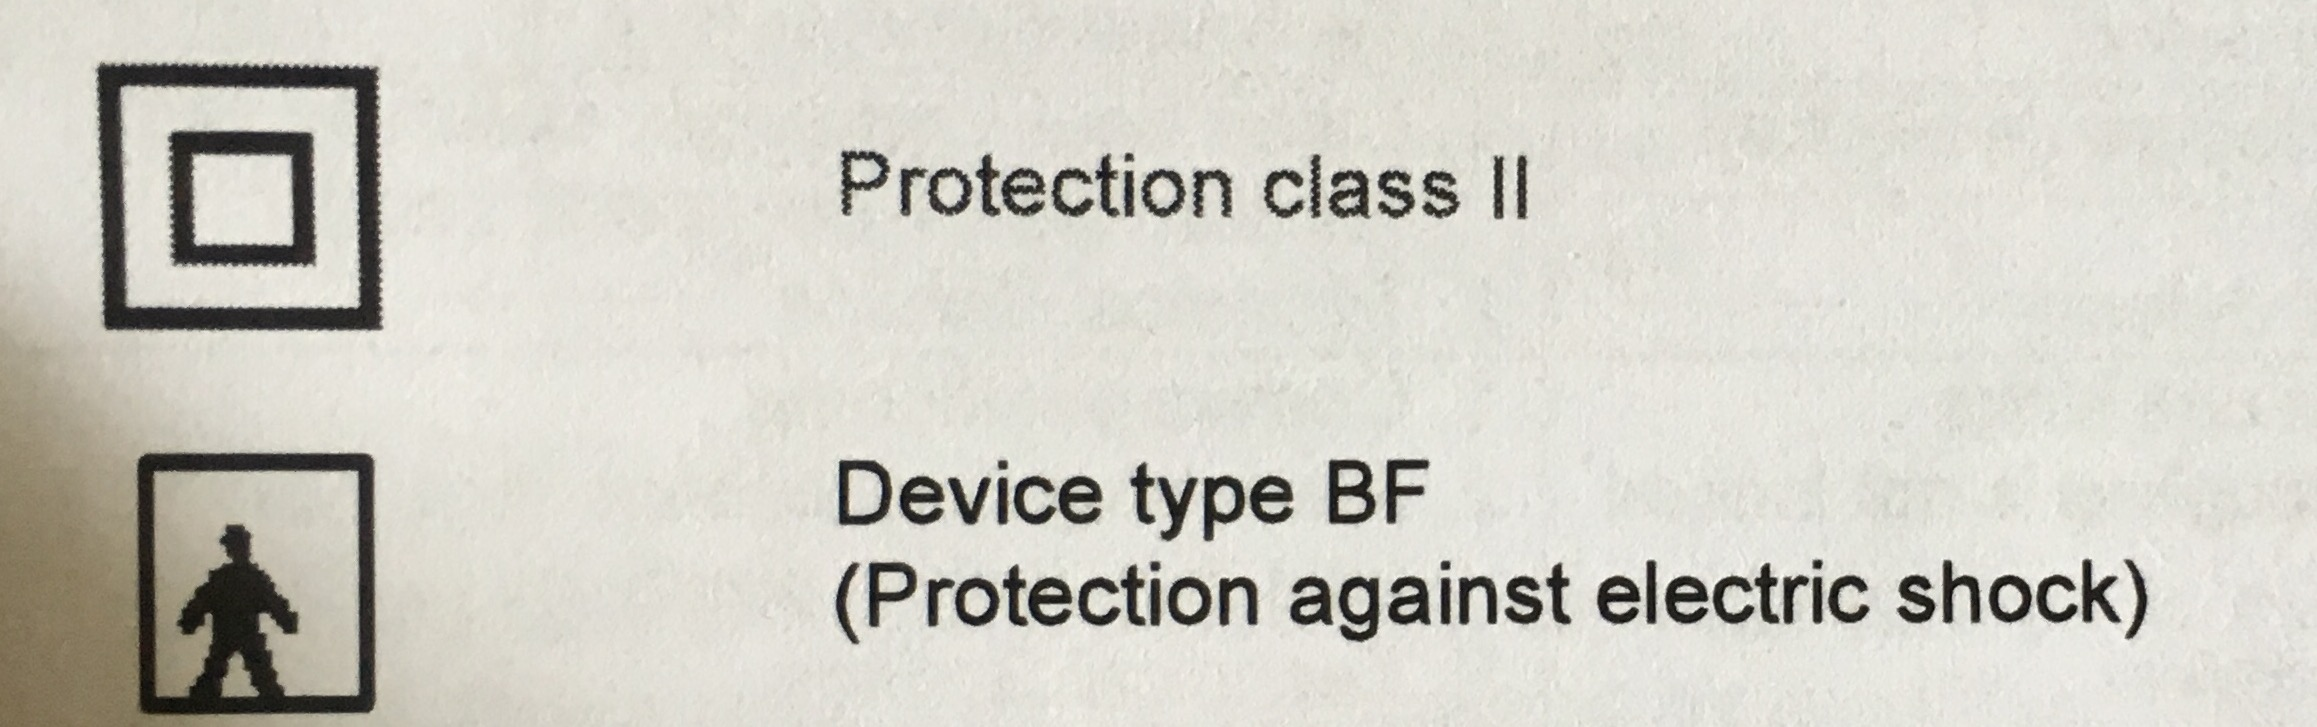 Protection class II
Device type BF
(Protection against electric shock)